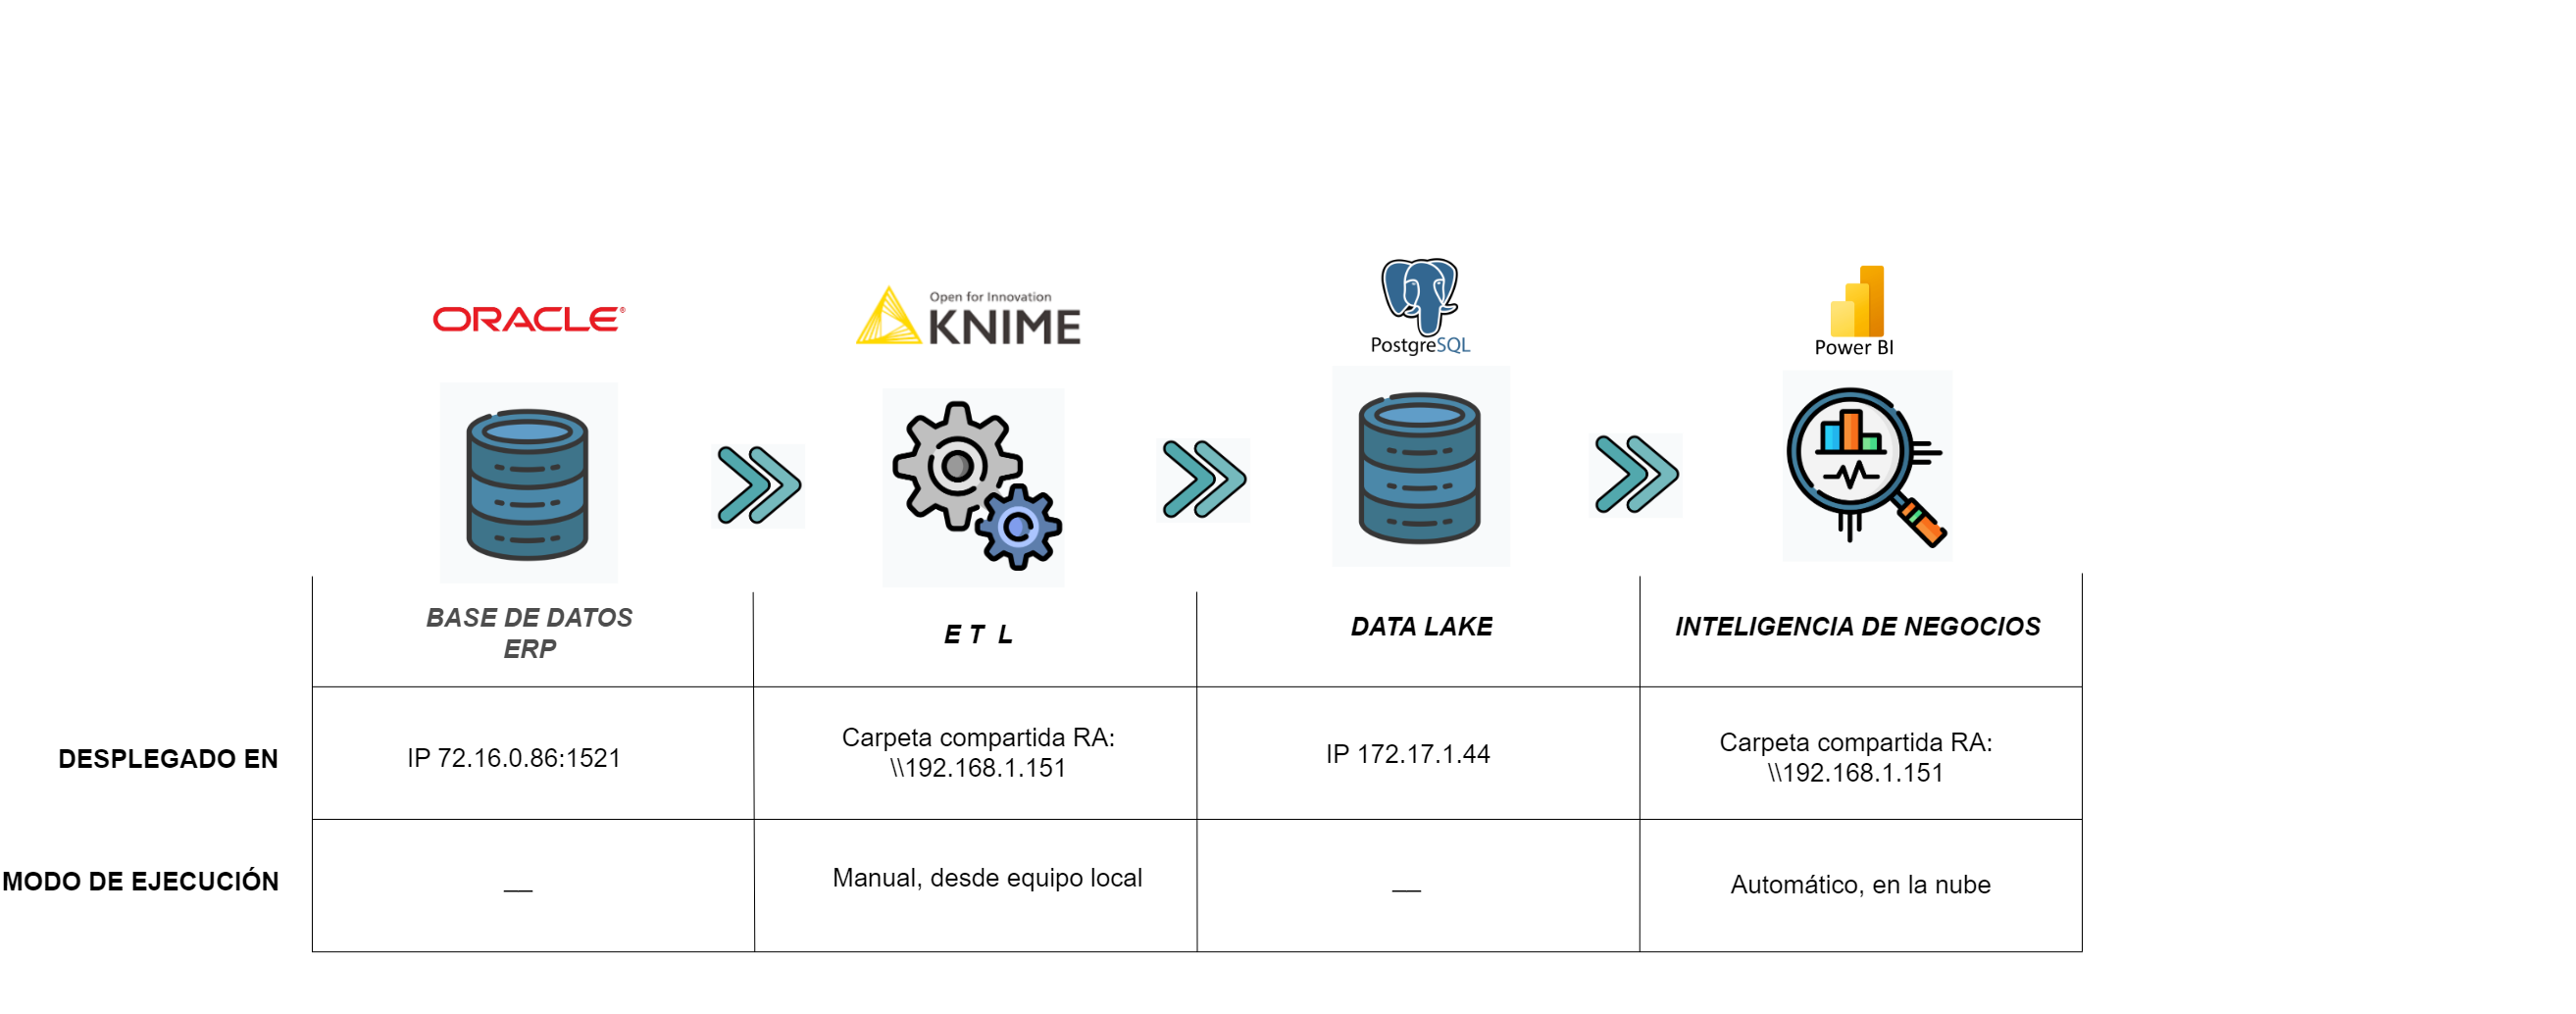 ORACLE®
Open for Innovation
KNIME
PostgreSQL
Power BI
BASE DE DATOS
ERP
E T L
DATA LAKE
INTELIGENCIA DE NEGOCIOS
DESPLEGADO EN
IP 72.16.0.86:1521
Carpeta compartida RA:
\\192.168.1.151
IP 172.17.1.44
Carpeta compartida RA:
\\192.168.1.151
MODO DE EJECUCIÓN
__
Manual, desde equipo local
__
Automático, en la nube